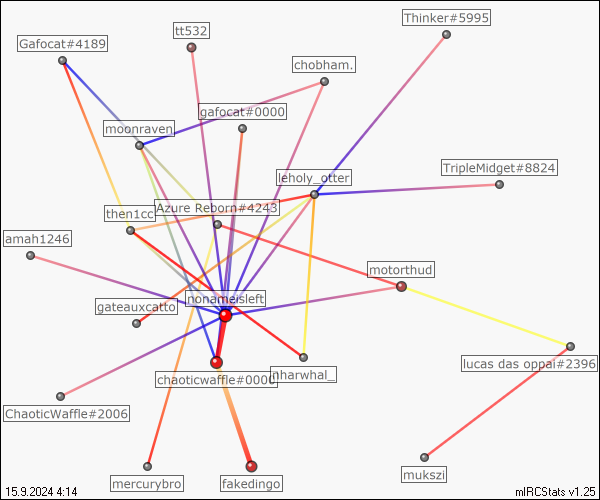 Thinker#5995
tt532
Gafocat#4189
chobham.
gafocat#0000
moonraven
TripleMidget#8824
leholy_otter
Azure Reborn#4243
then1cc
amah1246
motorthud
nonameisleft
gateauxcatto
lucas das oppai#2396
chaoticwaffle#0000
nharwhal_
ChaoticWaffle#2006
mukszi
mercurybro
fakedingo
15.9.2024 4:14
mIRCStats v1.25